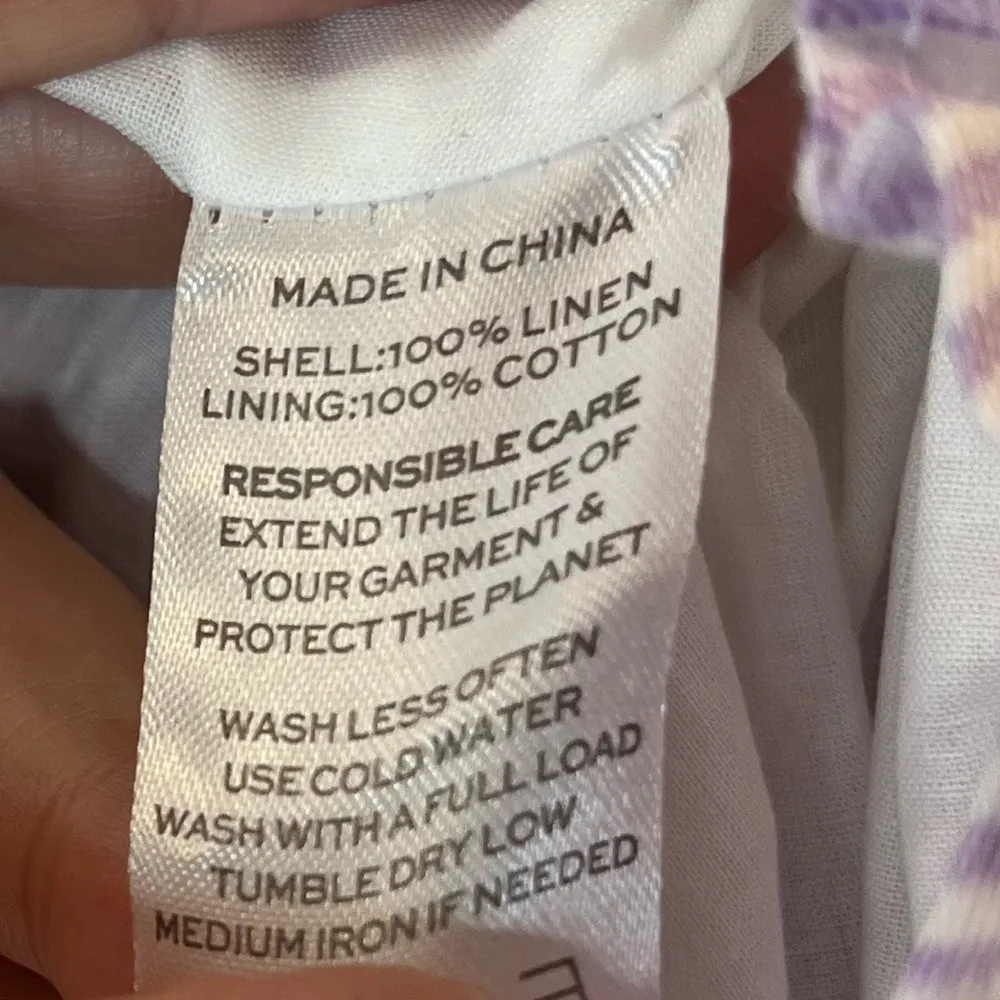 MADE IN CHINA
SHELL:100% LINEN
LINING:100% COTTON
RESPONSIBLE CARE
EXTEND THE LIFE OF
YOUR GARMENT &
PROTECT THE PLANET
WASH LESS OFTEN
USE COLD WATER
WASH WITH A FULL LOAD
TUMBLE DRY LOW
MEDIUM IRON IF NEEDED